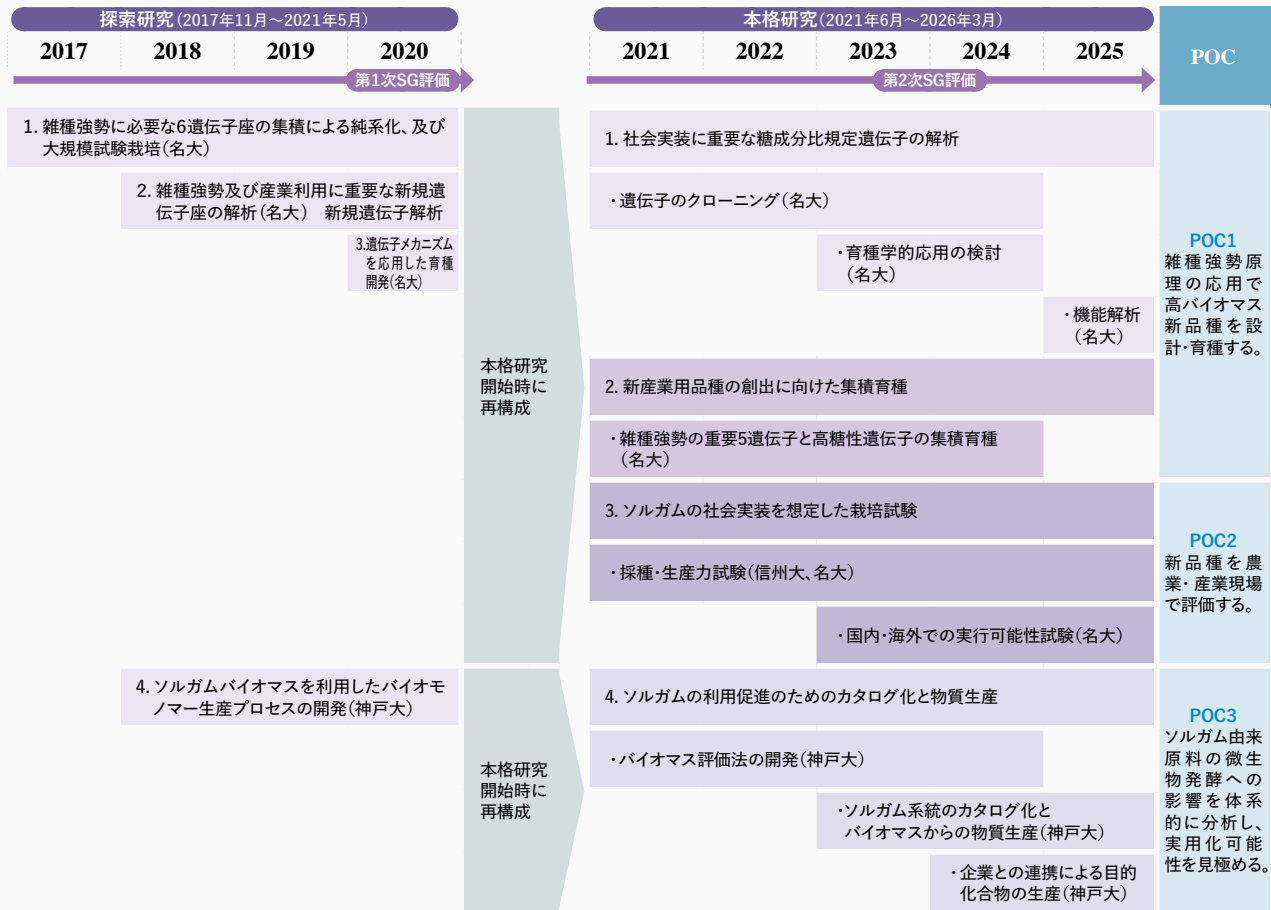 探索研究(2017年11月～2021年5月)
2017 2018 2019 2020
第1次SG評価
1. 雑種強勢に必要な6遺伝子座の集積による純系化、及び
大規模試験栽培(名大)
2. 雑種強勢及び産業利用に重要な新規遺
伝子座の解析(名大) 新規遺伝子解析
3.遺伝子メカニズム
を応用した育種
開発(名大)
4. ソルガムバイオマスを利用したバイオモ
ノマー生産プロセスの開発(神戸大)
本格研究
開始時に
再構成
本格研究
開始時に
再構成
本格研究(2021年6月～2026年3月)
2021 2022 2023 2024 2025
第2次SG評価
1. 社会実装に重要な糖成分比規定遺伝子の解析
・遺伝子のクローニング(名大)
・育種学的応用の検討
(名大)
・機能解析
(名大)
2. 新産業用品種の創出に向けた集積育種
・雑種強勢の重要5遺伝子と高糖性遺伝子の集積育種
(名大)
3. ソルガムの社会実装を想定した栽培試験
・採種・生産力試験(信州大、名大)
・国内・海外での実行可能性試験(名大)
4. ソルガムの利用促進のためのカタログ化と物質生産
・バイオマス評価法の開発(神戸大)
・ソルガム系統のカタログ化と
バイオマスからの物質生産(神戸大)
・企業との連携による目的
化合物の生産(神戸大)
POC
POC1
雑種強勢原
理の応用で
高バイオマス
新品種を設
計・育種する。
POC2
新品種を農
業・産業現場
で評価する。
POC3
ソルガム由来
原料の微生
物発酵への
影響を体系
的に分析し、
実用化可能
性を見極める。